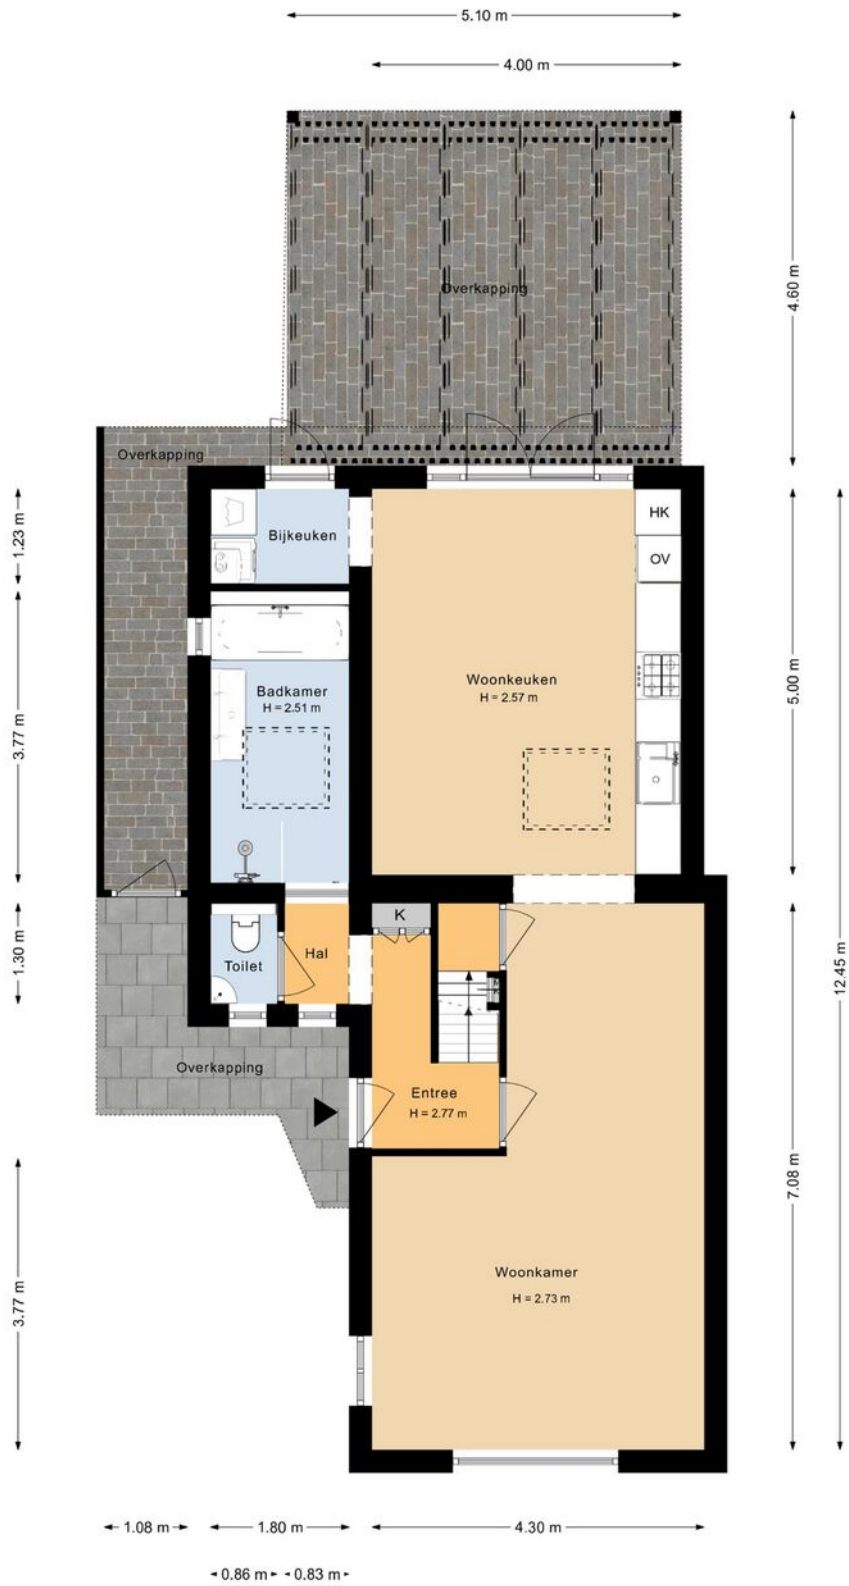 5.10 m
4.00 m
Overkapping
4.60 m
Overkapping
1.23 m
Bijkeuken
HK
OV
Woonkeuken
H = 2.57 m
5.00 m
Badkamer
H = 2.51 m
3.77 m
K
Hal
Toilet
1.30 m
12.45 m
Overkapping
Entree
H = 2.77 m
7.08 m
Woonkamer
H = 2.73 m
3.77 m
1.08 m
1.80 m
4.30 m
0.86 m
0.83 m